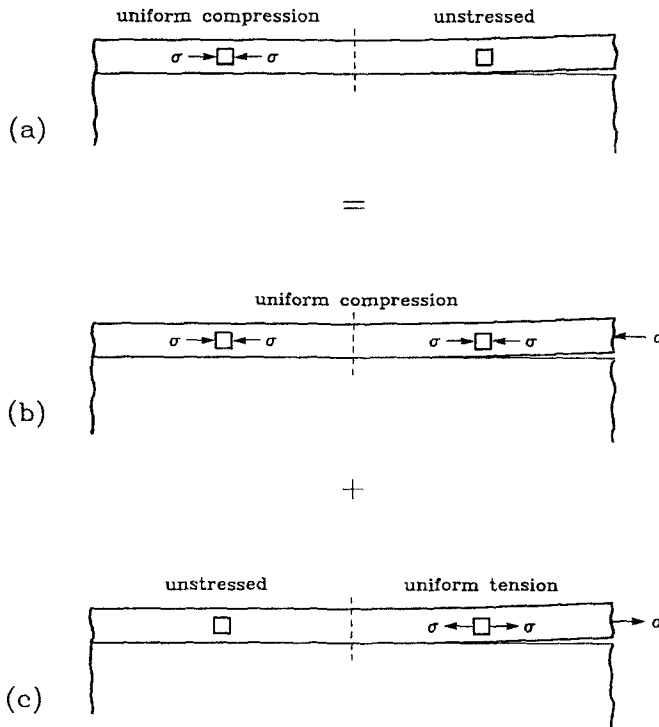 uniform compression unstressed
σ σ
(a)
=
uniform compression
σ σ σ σ σ
(b)
+
unstressed uniform tension
σ σ σ
(c)